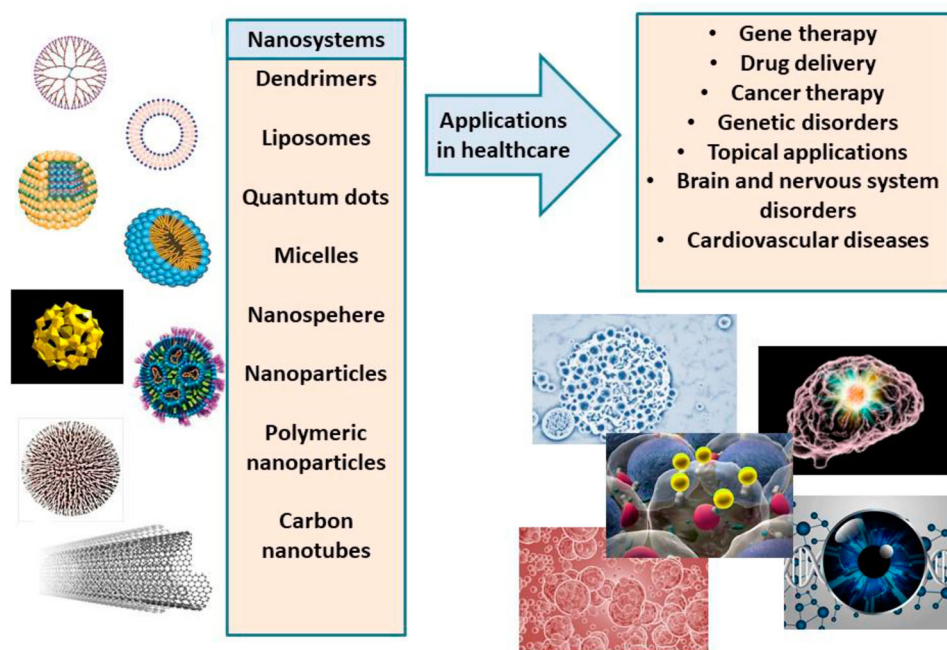 Nanosystems
Dendrimers
Liposomes
Quantum dots
Micelles
Nanospehere
Nanoparticles
Polymeric
nanoparticles
Carbon
nanotubes
Applications
in healthcare
• Gene therapy
• Drug delivery
• Cancer therapy
• Genetic disorders
• Topical applications
• Brain and nervous system
disorders
• Cardiovascular diseases